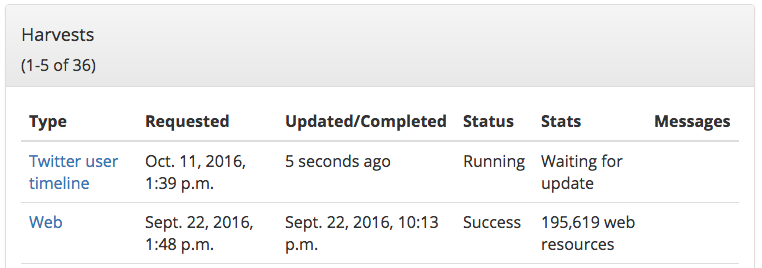 Harvests
(1-5 of 36)
Type Requested Updated/Completed Status Stats Messages
Twitter user Oct. 11, 2016, 5 seconds ago Running Waiting for
timeline 1:39 p.m. update
Web Sept. 22, 2016, Sept. 22, 2016, 10:13 Success 195,619 web
1:48 p.m. p.m. resources